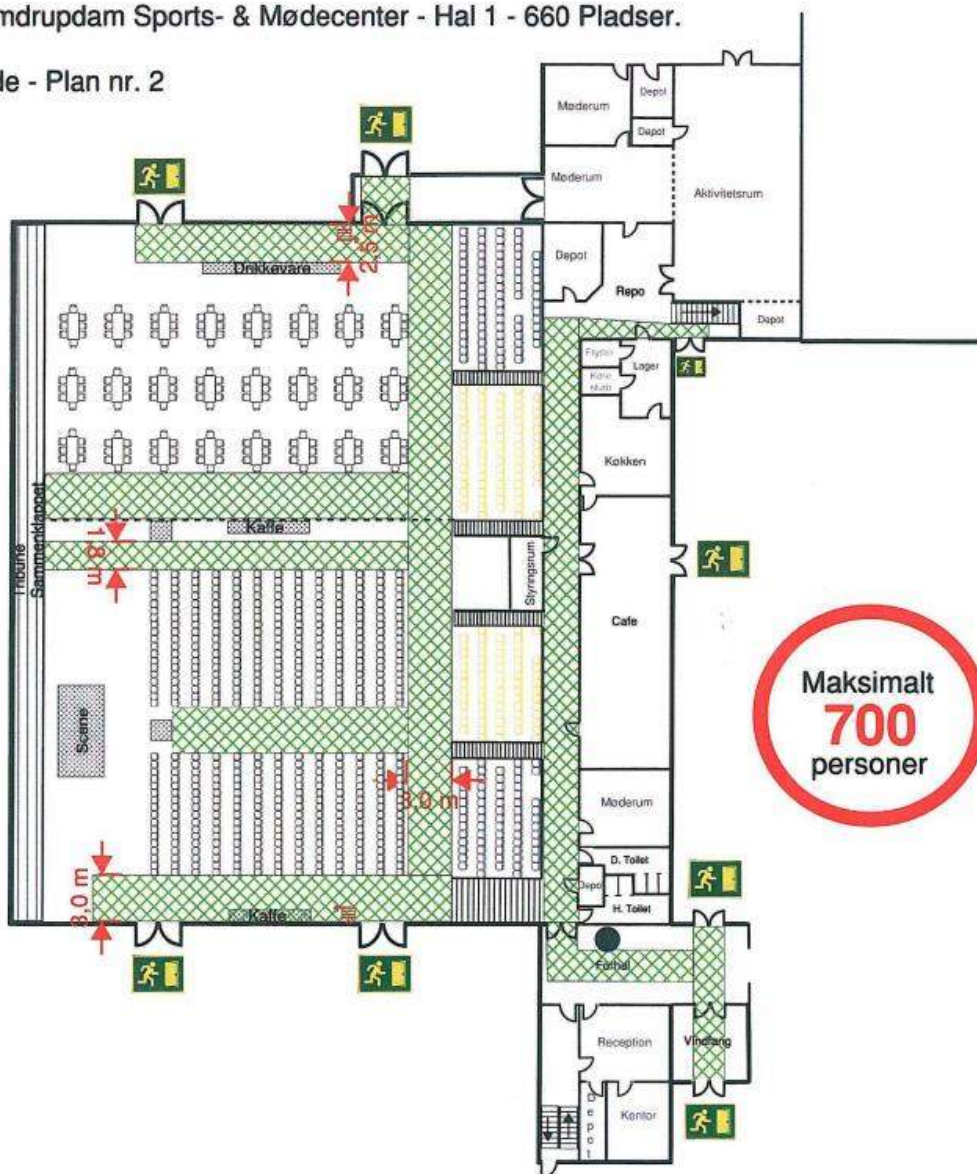 mdrupdam Sports- & Mødecenter - Hal 1 - 660 Pladser.
le - Plan nr. 2
Møderum
Depot
Depot
Møderum
Aktivitetsrum
Depot
Repo
Depot
2,5 m
Drikkevare
Lager
Køkken
Tribune
Sammenklappet
Kaffe
1,8 m
Styringsrum
Cafe
Scene
Maksimalt
700
personer
3,0 m
Møderum
D. Toilet
Depo
H. Toilet
3,0 m
Kaffe
Forhal
Reception
Vindfang
Depot
Kontor